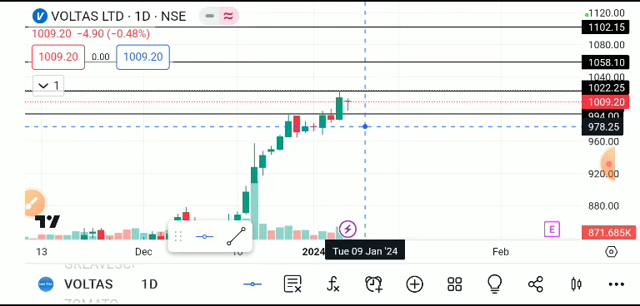 VOLTAS LTD · 1D · NSE
1009.20 −4.90 (−0.48%)
1009.20 0.00 1009.20
1
1120.00
1102.15
1080.00
1058.10
1040.00
1022.25
1009.20
994.00
978.25
960.00
920.00
880.00
871.685K
E
13 Dec 2024 Tue 09 Jan '24 Feb
VOLTAS 1D
ZOMATO